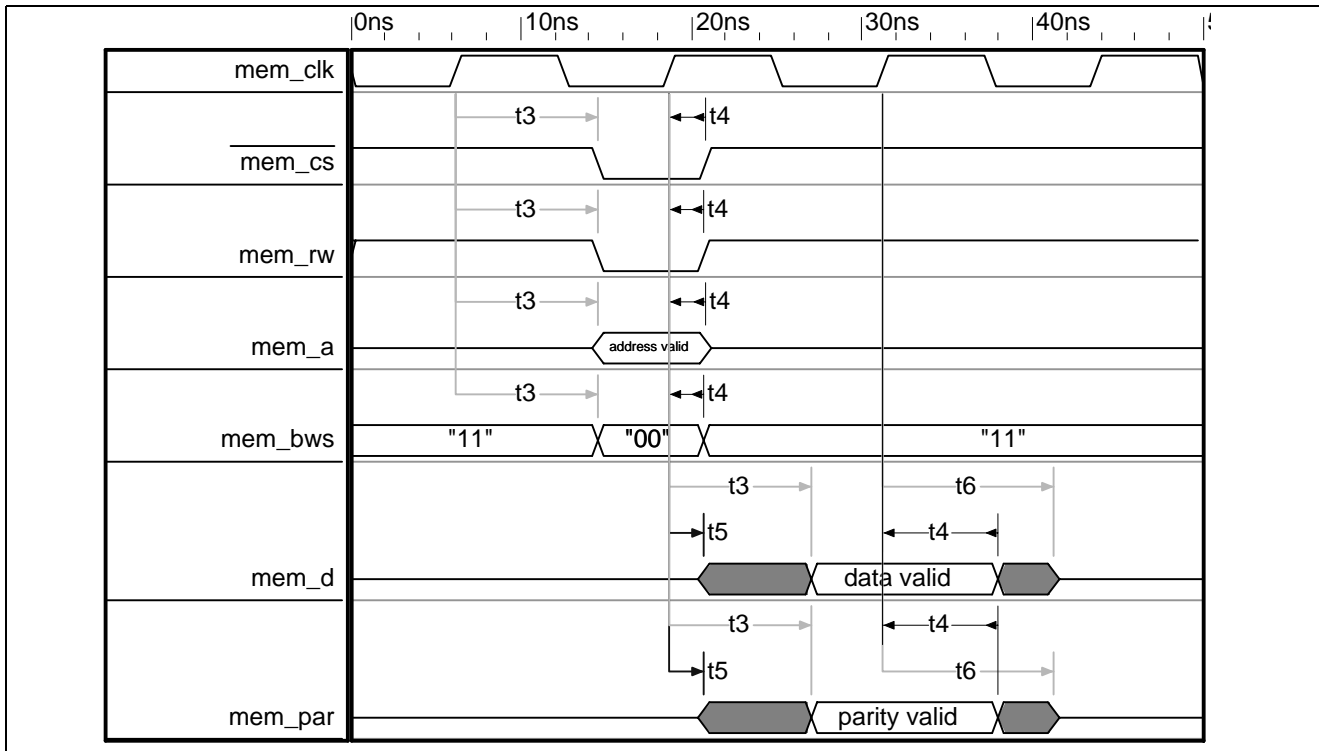 0ns 10ns 20ns 30ns 40ns
mem_clk
t3 t4
mem_cs
t3 t4
mem_rw
t3 t4
mem_a address valid
t3 t4
mem_bws "11" "00" "11"
t3 t6
t5 t4
mem_d data valid
t3 t4
t5 t6
mem_par parity valid